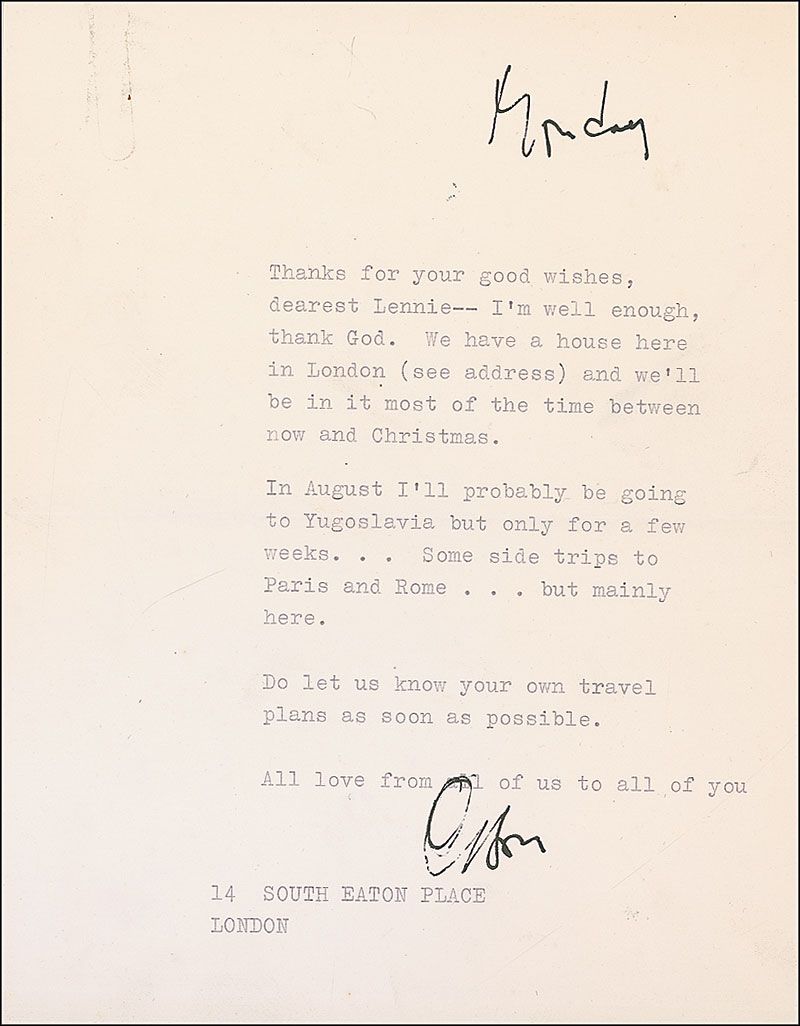 Monday
Thanks for your good wishes,
dearest Lennie-- I'm well enough,
thank God.  We have a house here
in London (see address) and we'll
be in it most of the time between
now and Christmas.
In August I'll probably be going
to Yugoslavia but only for a few
weeks. . .  Some side trips to
Paris and Rome . . . but mainly
here.
Do let us know your own travel
plans as soon as possible.
All love from all of us to all of you
Orson
14  SOUTH EATON PLACE
LONDON